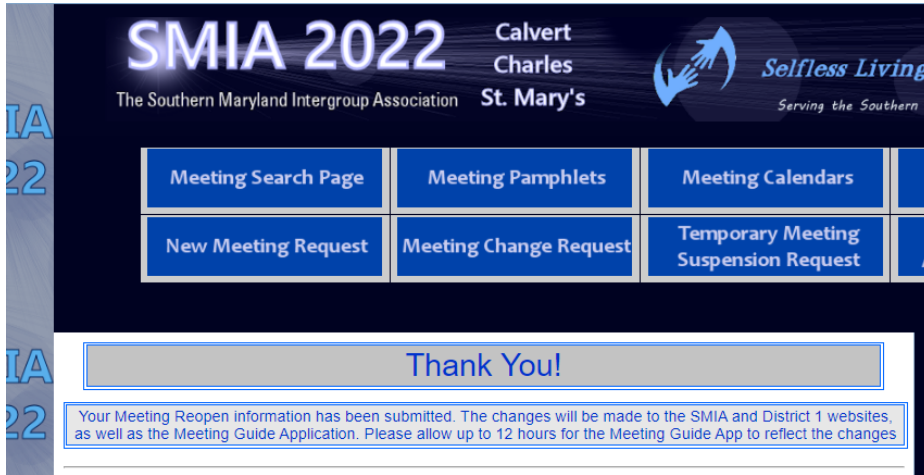 SMIA 2022
Calvert
Charles
St. Mary's
The Southern Maryland Intergroup Association
Selfless Living
Serving the Southern
IA
22
Meeting Search Page
Meeting Pamphlets
Meeting Calendars
New Meeting Request
Meeting Change Request
Temporary Meeting
Suspension Request
IA
22
Thank You!
Your Meeting Reopen information has been submitted. The changes will be made to the SMIA and District 1 websites,
as well as the Meeting Guide Application. Please allow up to 12 hours for the Meeting Guide App to reflect the changes